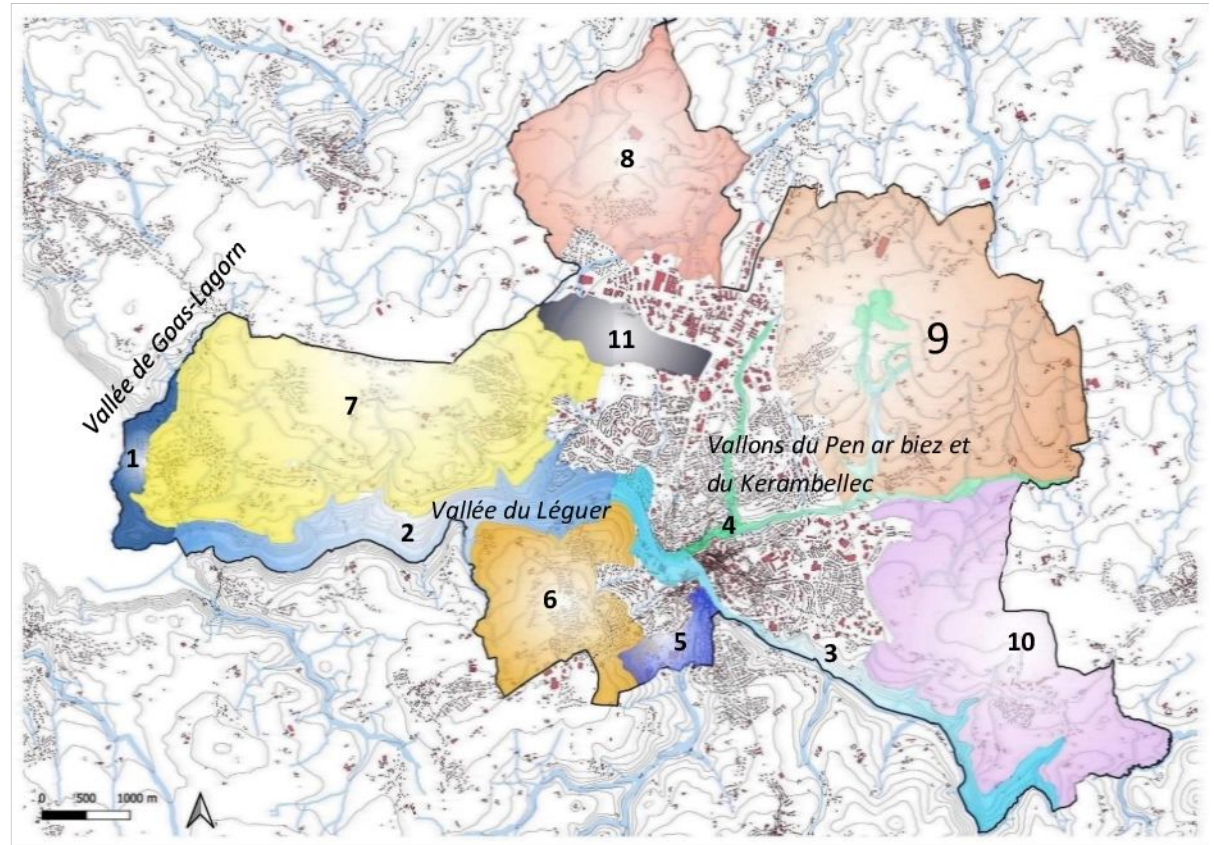 8
Vallée de Goas-Lagorn
11
9
7
Vallons du Pen ar biez et
du Kerambellec
1
Vallée du Léguer
2
4
6
5
3
10
0 500 1000 m